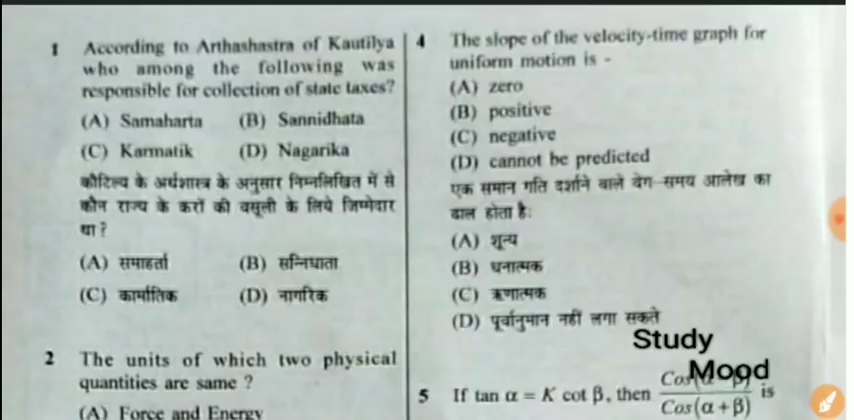 1 According to Arthashastra of Kautilya
who among the following was
responsible for collection of state taxes?
(A) Samaharta (B) Sannidhata
(C) Karmatik (D) Nagarika
कौटिल्य के अर्थशास्त्र के अनुसार निम्नलिखित में से
कौन राज्य के करों की वसूली के लिये जिम्मेदार
था ?
(A) समाहर्ता (B) सन्निधाता
(C) कार्मातिक (D) नागरिक
2 The units of which two physical
quantities are same ?
(A) Force and Energy
4 The slope of the velocity-time graph for
uniform motion is -
(A) zero
(B) positive
(C) negative
(D) cannot be predicted
एक समान गति दर्शाने वाले वेग-समय आलेख का
ढाल होता है:
(A) शून्य
(B) धनात्मक
(C) ऋणात्मक
(D) पूर्वानुमान नहीं लगा सकते
Study
Mood
5 If tan α = K cot β, then Cos(α - β) / Cos(α+β) is